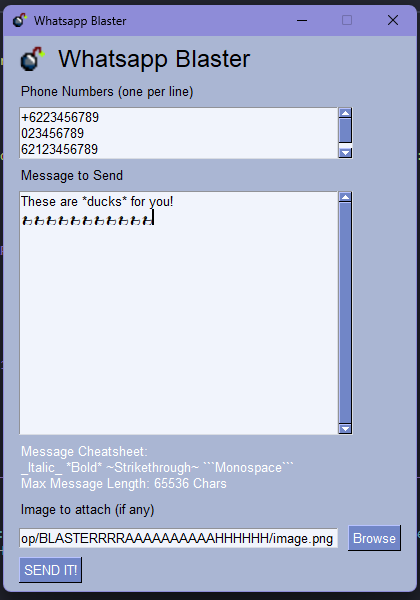 Whatsapp Blaster
Whatsapp Blaster
Phone Numbers (one per line)
+6223456789
023456789
62123456789
Message to Send
These are *ducks* for you!
🦆🦆🦆🦆🦆🦆🦆🦆🦆🦆🦆
Message Cheatsheet:
_Italic_ *Bold* ~Strikethrough~ ```Monospace```
Max Message Length: 65536 Chars
Image to attach (if any)
op/BLASTERRRRAAAAAAAAAAHHHHHH/image.png
Browse
SEND IT!